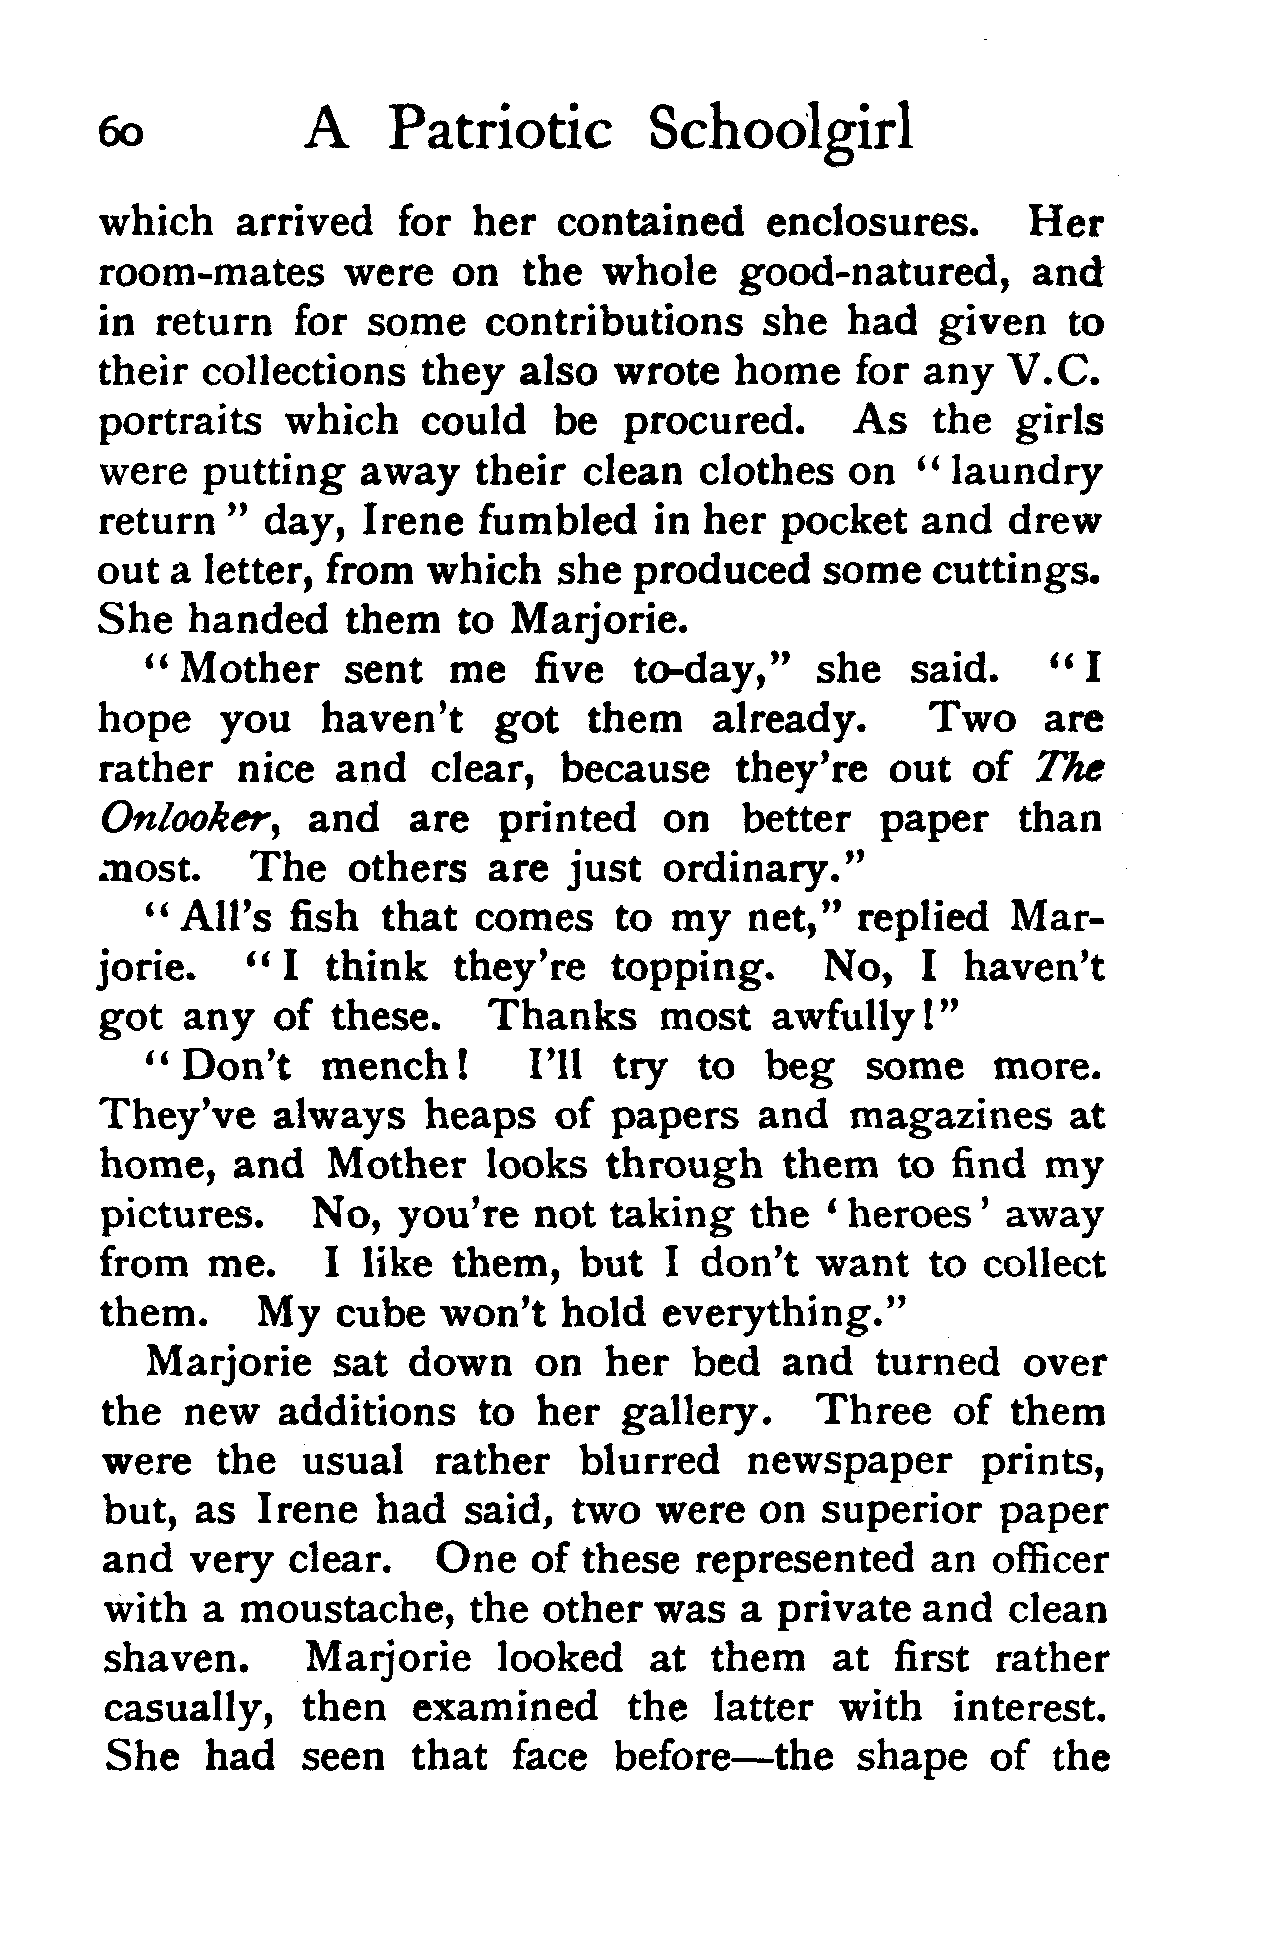 60 A Patriotic Schoolgirl
which arrived for her contained enclosures. Her
room-mates were on the whole good-natured, and
in return for some contributions she had given to
their collections they also wrote home for any V.C.
portraits which could be procured. As the girls
were putting away their clean clothes on “ laundry
return ” day, Irene fumbled in her pocket and drew
out a letter, from which she produced some cuttings.
She handed them to Marjorie.
“ Mother sent me five to-day,” she said. “ I
hope you haven’t got them already. Two are
rather nice and clear, because they’re out of The
Onlooker, and are printed on better paper than
most. The others are just ordinary.”
“ All’s fish that comes to my net,” replied Mar-
jorie. “ I think they’re topping. No, I haven’t
got any of these. Thanks most awfully!”
“ Don’t mench! I’ll try to beg some more.
They’ve always heaps of papers and magazines at
home, and Mother looks through them to find my
pictures. No, you’re not taking the ‘ heroes ’ away
from me. I like them, but I don’t want to collect
them. My cube won’t hold everything.”
Marjorie sat down on her bed and turned over
the new additions to her gallery. Three of them
were the usual rather blurred newspaper prints,
but, as Irene had said, two were on superior paper
and very clear. One of these represented an officer
with a moustache, the other was a private and clean
shaven. Marjorie looked at them at first rather
casually, then examined the latter with interest.
She had seen that face before—the shape of the